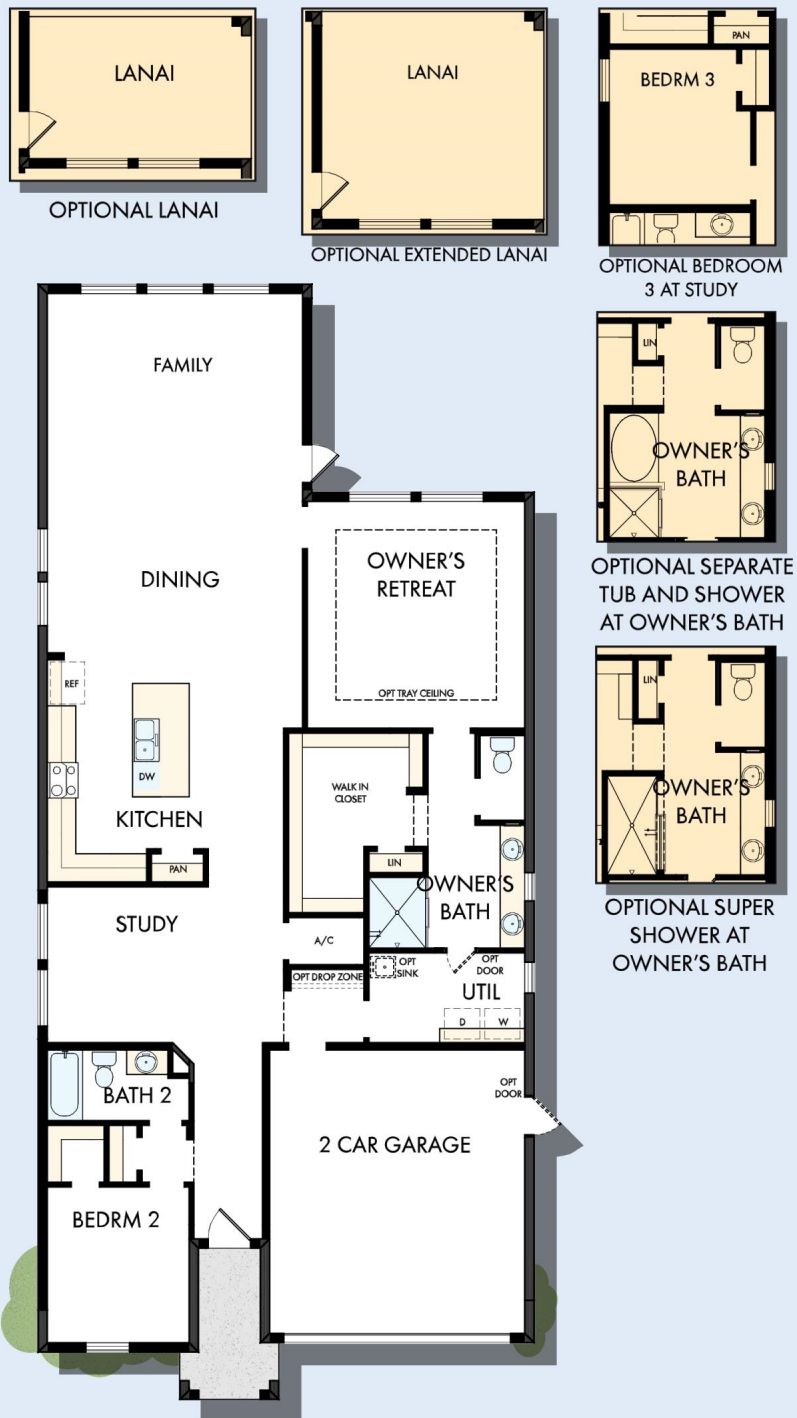 LANAI
OPTIONAL LANAI
LANAI
OPTIONAL EXTENDED LANAI
PAN
BEDRM 3
OPTIONAL BEDROOM
3 AT STUDY
LIN
OWNER'S
BATH
OPTIONAL SEPARATE
TUB AND SHOWER
AT OWNER'S BATH
LIN
OWNER'S
BATH
OPTIONAL SUPER
SHOWER AT
OWNER'S BATH
FAMILY
DINING
OWNER'S
RETREAT
OPT TRAY CEILING
REF
DW
KITCHEN
PAN
WALK IN
CLOSET
LIN
OWNER'S
BATH
STUDY
A/C
OPT DROP ZONE
OPT
SINK
OPT
DOOR
UTIL
D
W
BATH 2
OPT
DOOR
2 CAR GARAGE
BEDRM 2